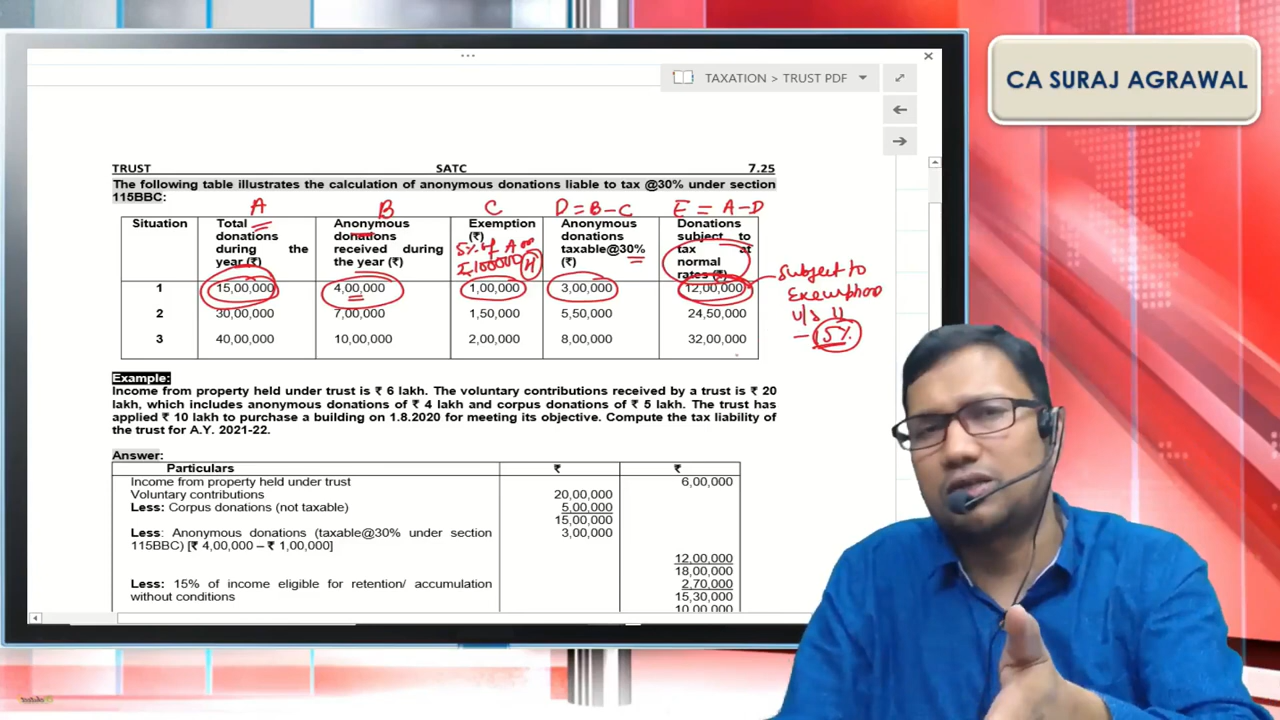 CA SURAJ AGRAWAL
TAXATION > TRUST PDF
TRUST SATC 7.25
The following table illustrates the calculation of anonymous donations liable to tax @30% under section
115BBC:
A B C D = B - C E = A - D
Situation Total donations during the year (₹) Anonymous donations received during the year (₹) Exemption (₹) Anonymous donations taxable@30% (₹) Donations subject to tax at normal rates (₹)
5% of A or
100000
H
1 15,00,000 4,00,000 1,00,000 3,00,000 12,00,000
2 30,00,000 7,00,000 1,50,000 5,50,000 24,50,000
3 40,00,000 10,00,000 2,00,000 8,00,000 32,00,000
Subject to
Exemption
u/s 11
- 15%
Example:
Income from property held under trust is ₹ 6 lakh. The voluntary contributions received by a trust is ₹ 20
lakh, which includes anonymous donations of ₹ 4 lakh and corpus donations of ₹ 5 lakh. The trust has
applied ₹ 10 lakh to purchase a building on 1.8.2020 for meeting its objective. Compute the tax liability of
the trust for A.Y. 2021-22.
Answer:
Particulars ₹ ₹
Income from property held under trust 6,00,000
Voluntary contributions 20,00,000
Less: Corpus donations (not taxable) 5,00,000
15,00,000
Less: Anonymous donations (taxable@30% under section 3,00,000
115BBC) [₹ 4,00,000 – ₹ 1,00,000]
12,00,000
18,00,000
Less: 15% of income eligible for retention/ accumulation 2,70,000
without conditions 15,30,000
10,00,000